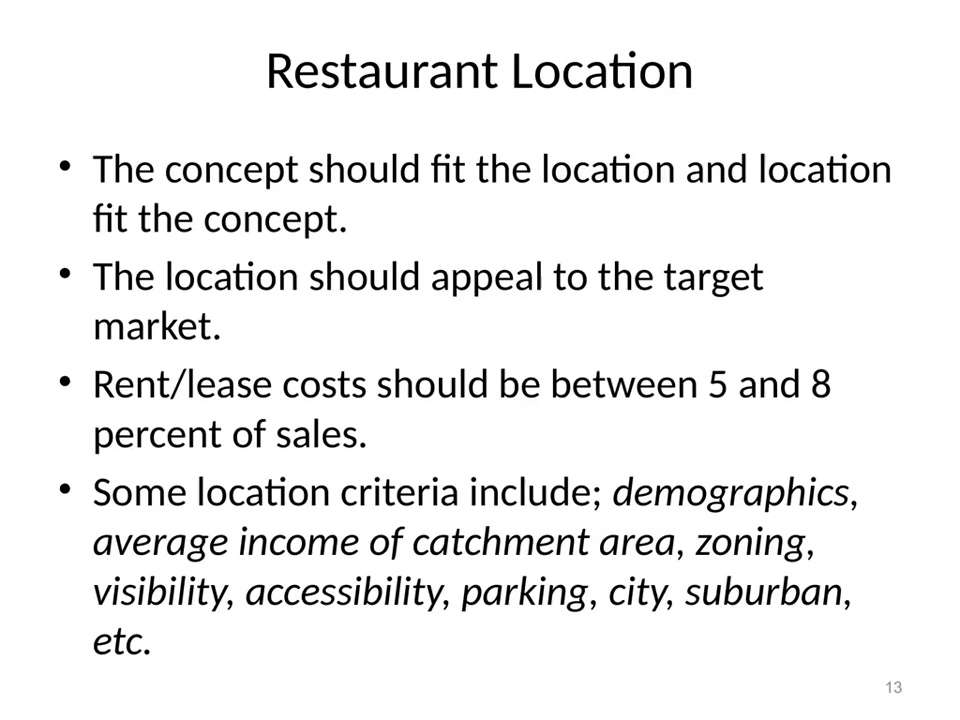 Restaurant Location
• The concept should fit the location and location
fit the concept.
• The location should appeal to the target
market.
• Rent/lease costs should be between 5 and 8
percent of sales.
• Some location criteria include; demographics,
average income of catchment area, zoning,
visibility, accessibility, parking, city, suburban,
etc.
13